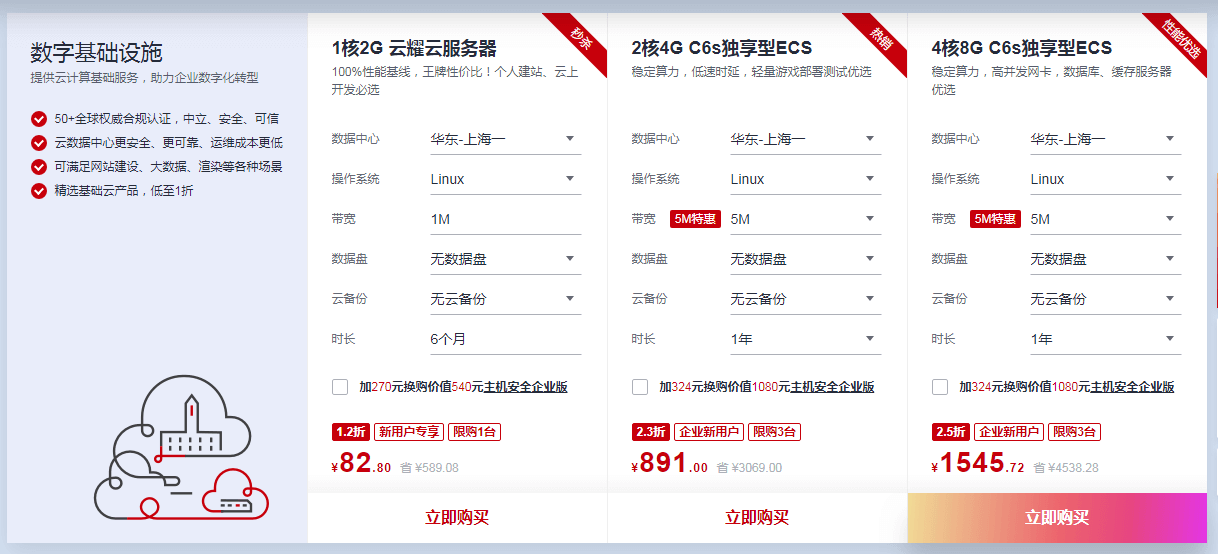 数字基础设施
提供云计算基础服务，助力企业数字化转型
50+全球权威合规认证，中立、安全、可信
云数据中心更安全、更可靠、运维成本更低
可满足网站建设、大数据、渲染等各种场景
精选基础云产品，低至1折
秒杀
1核2G 云耀云服务器
100%性能基线，王牌性价比！个人建站、云上
开发必选
数据中心 华东-上海一
操作系统 Linux
带宽 1M
数据盘 无数据盘
云备份 无云备份
时长 6个月
加270元换购价值540元主机安全企业版
1.2折 新用户专享 限购1台
¥82.80 省 ¥589.08
立即购买
热销
2核4G C6s独享型ECS
稳定算力，低速时延，轻量游戏部署测试优选
数据中心 华东-上海一
操作系统 Linux
带宽 5M特惠 5M
数据盘 无数据盘
云备份 无云备份
时长 1年
加324元换购价值1080元主机安全企业版
2.3折 企业新用户 限购3台
¥891.00 省 ¥3069.00
立即购买
性能优选
4核8G C6s独享型ECS
稳定算力，高并发网卡，数据库、缓存服务器
优选
数据中心 华东-上海一
操作系统 Linux
带宽 5M特惠 5M
数据盘 无数据盘
云备份 无云备份
时长 1年
加324元换购价值1080元主机安全企业版
2.5折 企业新用户 限购3台
¥1545.72 省 ¥4538.28
立即购买